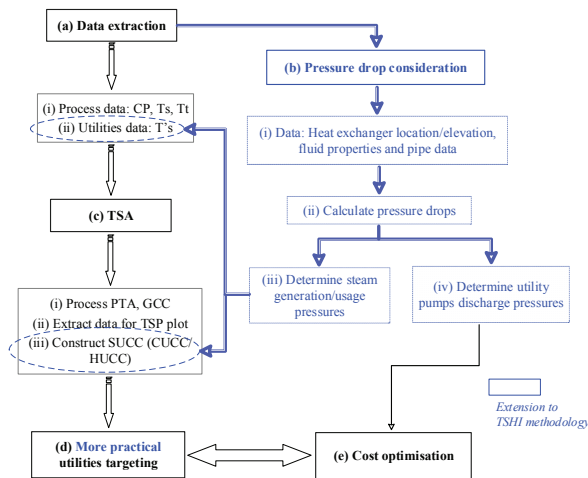 (a) Data extraction
(b) Pressure drop consideration
(i) Process data: CP, Ts, Tt
(ii) Utilities data: T's
(i) Data: Heat exchanger location/elevation,
fluid properties and pipe data
(c) TSA
(ii) Calculate pressure drops
(iii) Determine steam
generation/usage
pressures
(iv) Determine utility
pumps discharge pressures
(i) Process PTA, GCC
(ii) Extract data for TSP plot
(iii) Construct SUCC (CUCC/
HUCC)
Extension to
TSHI methodology
(d) More practical
utilities targeting
(e) Cost optimisation